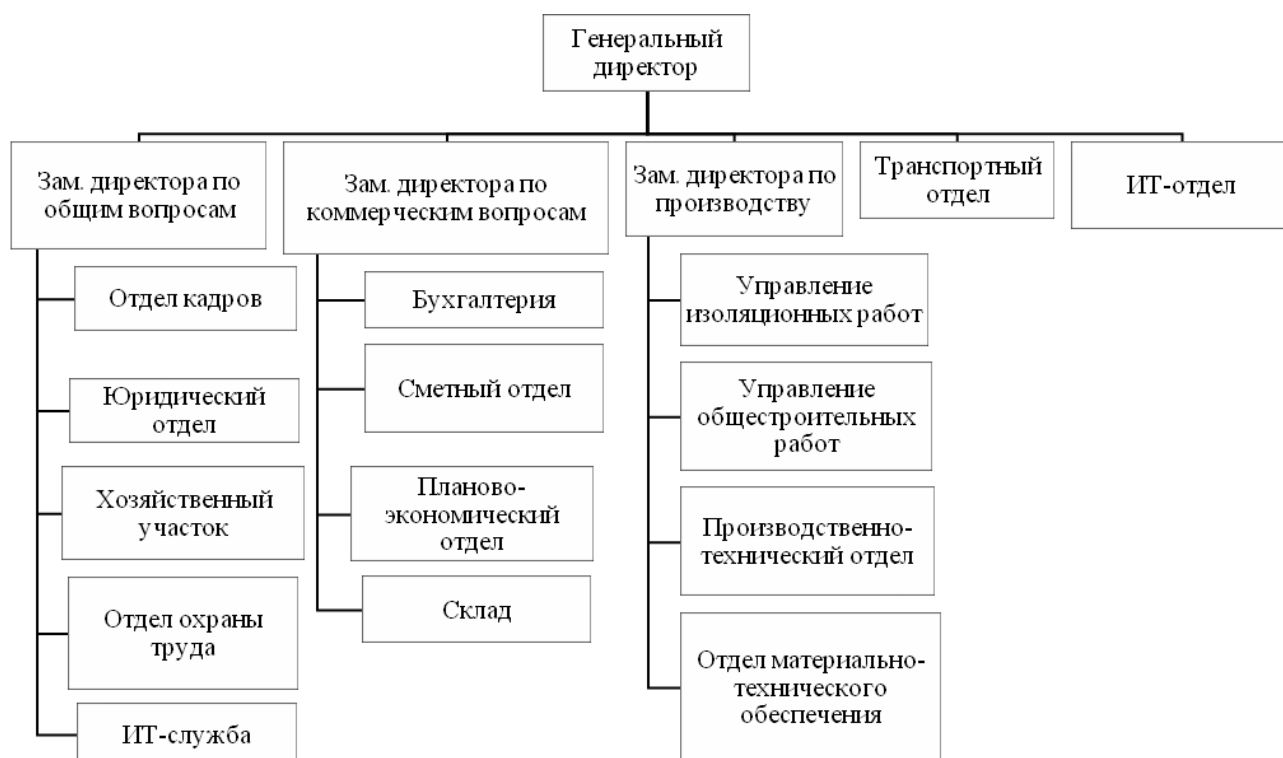 Генеральный
директор
Зам. директора по
общим вопросам
Зам. директора по
коммерческим вопросам
Зам. директора по
производству
Транспортный
отдел
ИТ-отдел
Отдел кадров
Юридический
отдел
Хозяйственный
участок
Отдел охраны
труда
ИТ-служба
Бухгалтерия
Сметный отдел
Планово-
экономический
отдел
Склад
Управление
изоляционных работ
Управление
общестроительных
работ
Производственно-
технический отдел
Отдел материально-
технического
обеспечения